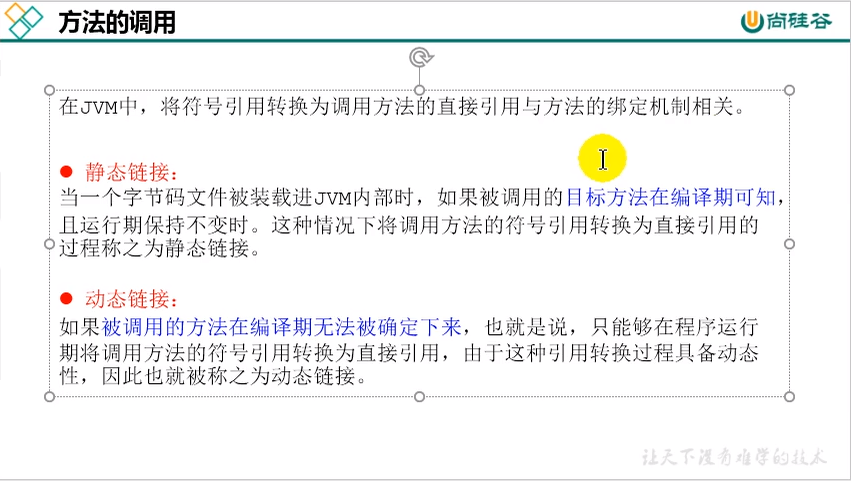 方法的调用
尚硅谷
在JVM中，将符号引用转换为调用方法的直接引用与方法的绑定机制相关。
● 静态链接：
当一个字节码文件被装载进JVM内部时，如果被调用的目标方法在编译期可知，
且运行期保持不变时。这种情况下将调用方法的符号引用转换为直接引用的
过程称之为静态链接。
● 动态链接：
如果被调用的方法在编译期无法被确定下来，也就是说，只能够在程序运行
期将调用方法的符号引用转换为直接引用，由于这种引用转换过程具备动态
性，因此也就被称之为动态链接。
让天下没有难学的技术